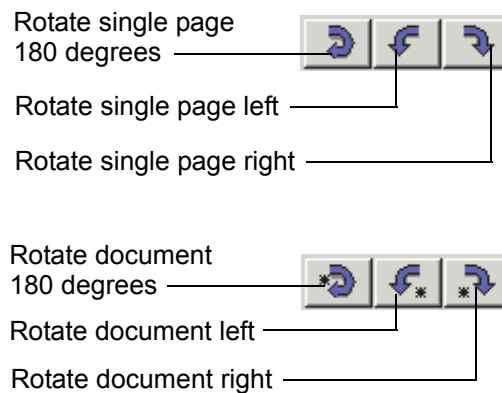 Rotate single page
180 degrees
Rotate single page left
Rotate single page right
Rotate document
180 degrees
Rotate document left
Rotate document right